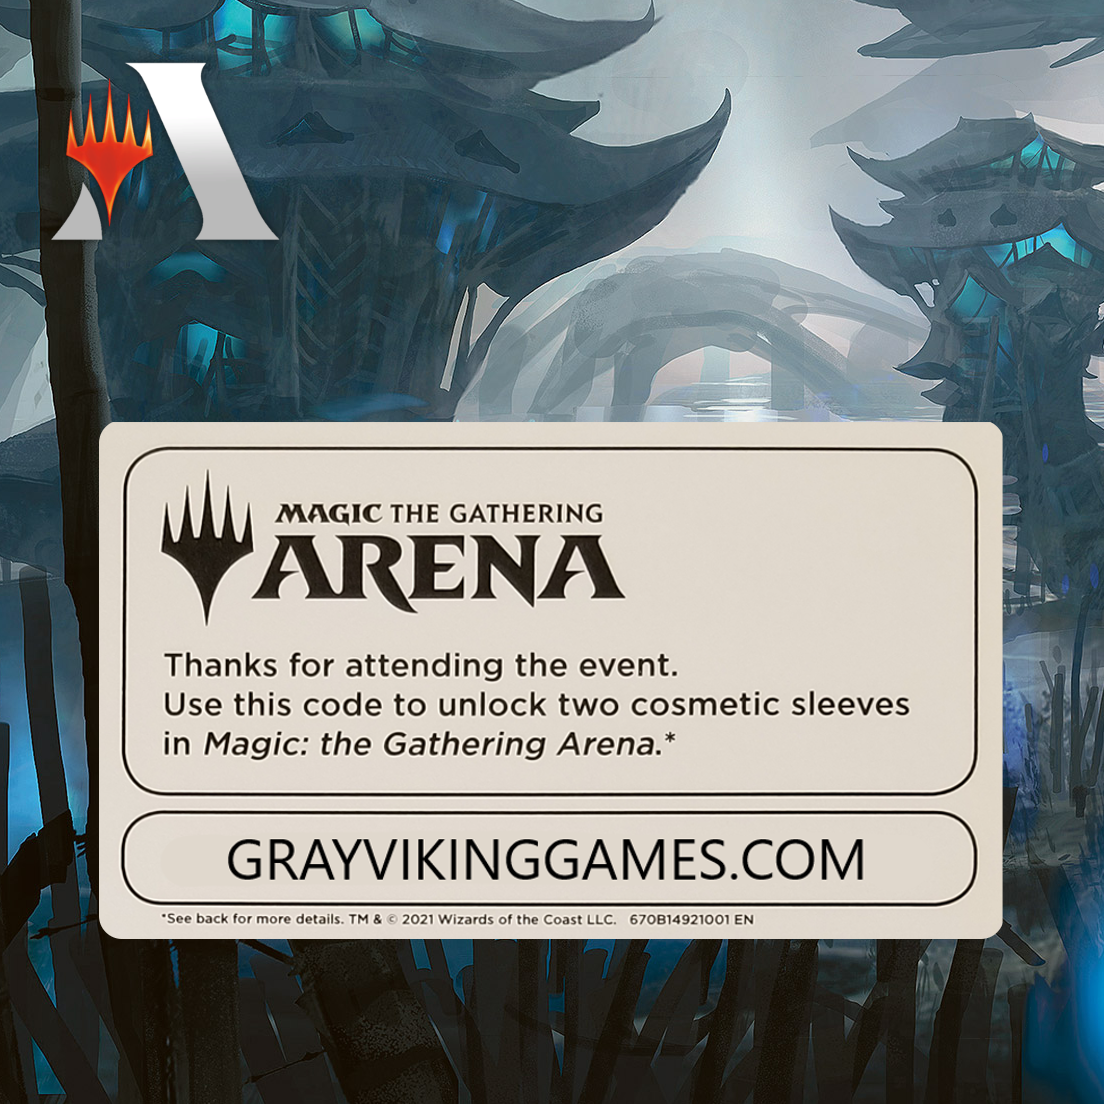 MAGIC THE GATHERING
ARENA
Thanks for attending the event.
Use this code to unlock two cosmetic sleeves
in Magic: the Gathering Arena.*
GRAYVIKINGGAMES.COM
*See back for more details. TM & © 2021 Wizards of the Coast LLC. 670B14921001 EN